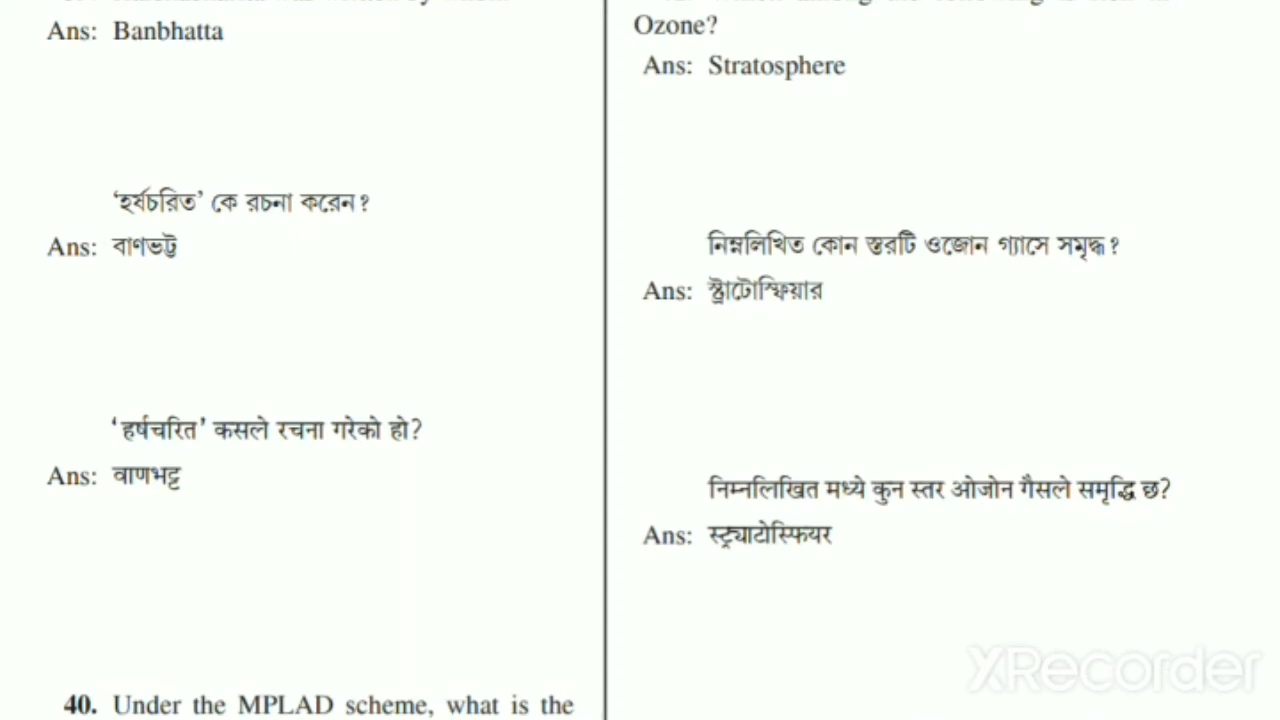 Ans: Banbhatta
‘হর্ষচরিত’ কে রচনা করেন?
Ans: বাণভট্ট
‘हर्षचरित’ कसले रचना गरेको हो?
Ans: वाणभट्ट
40. Under the MPLAD scheme, what is the
Ozone?
Ans: Stratosphere
নিম্নলিখিত কোন স্তরটি ওজোন গ্যাসে সমৃদ্ধ?
Ans: স্ট্রাটোস্ফিয়ার
निम्नलिखित मध्ये कुन स्तर ओजोन गैसले समृद्धि छ?
Ans: स्ट्र्याटोस्फियर
XRecorder